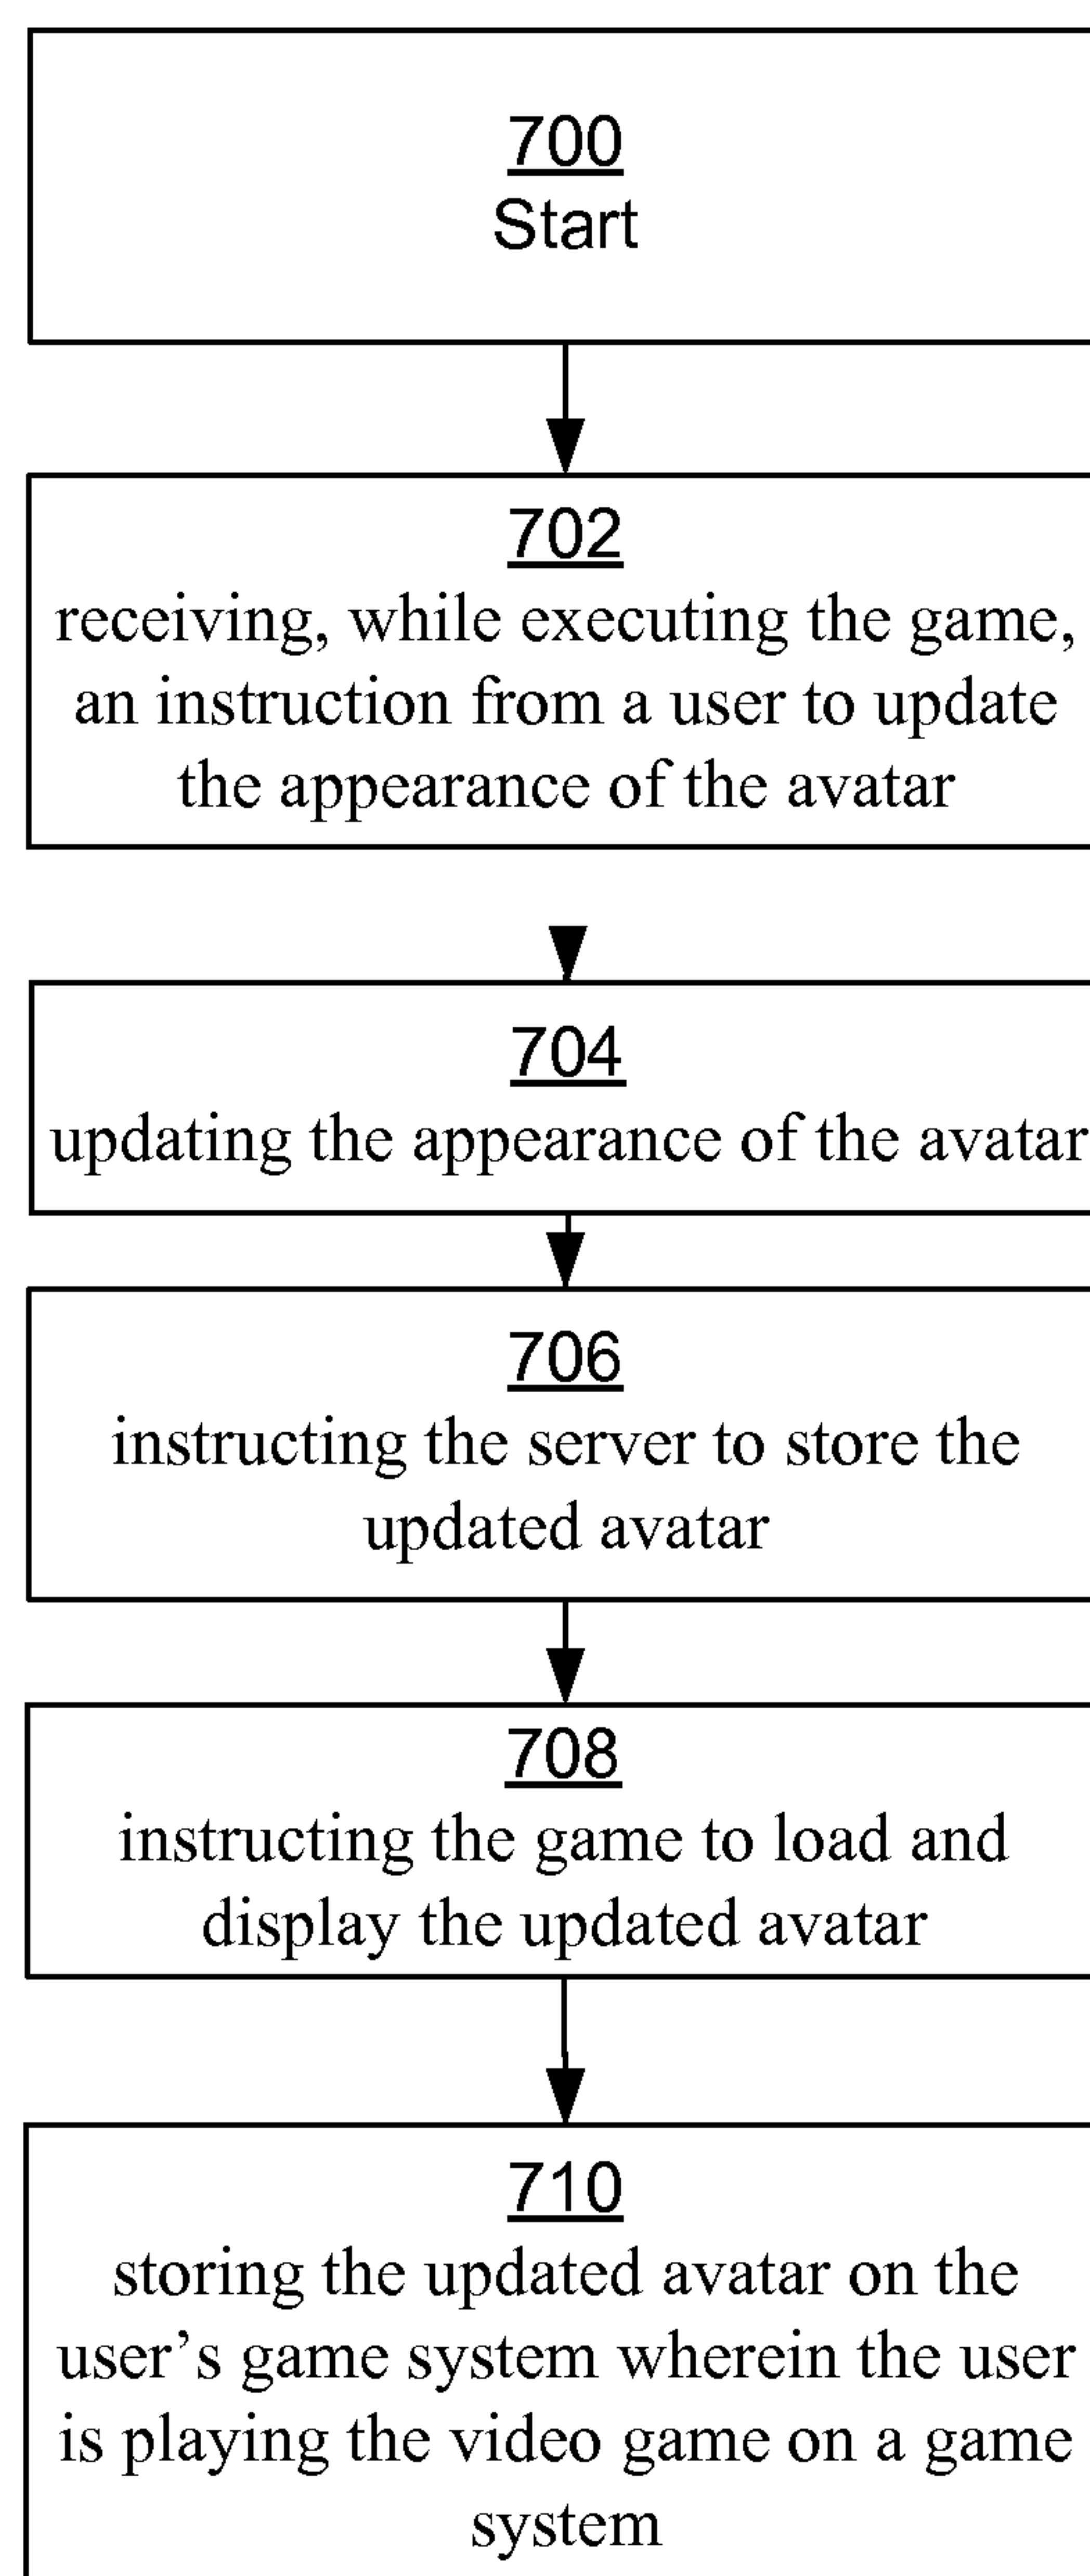 700
Start
702
receiving, while executing the game,
an instruction from a user to update
the appearance of the avatar
704
updating the appearance of the avatar
706
instructing the server to store the
updated avatar
708
instructing the game to load and
display the updated avatar
710
storing the updated avatar on the
user’s game system wherein the user
is playing the video game on a game
system